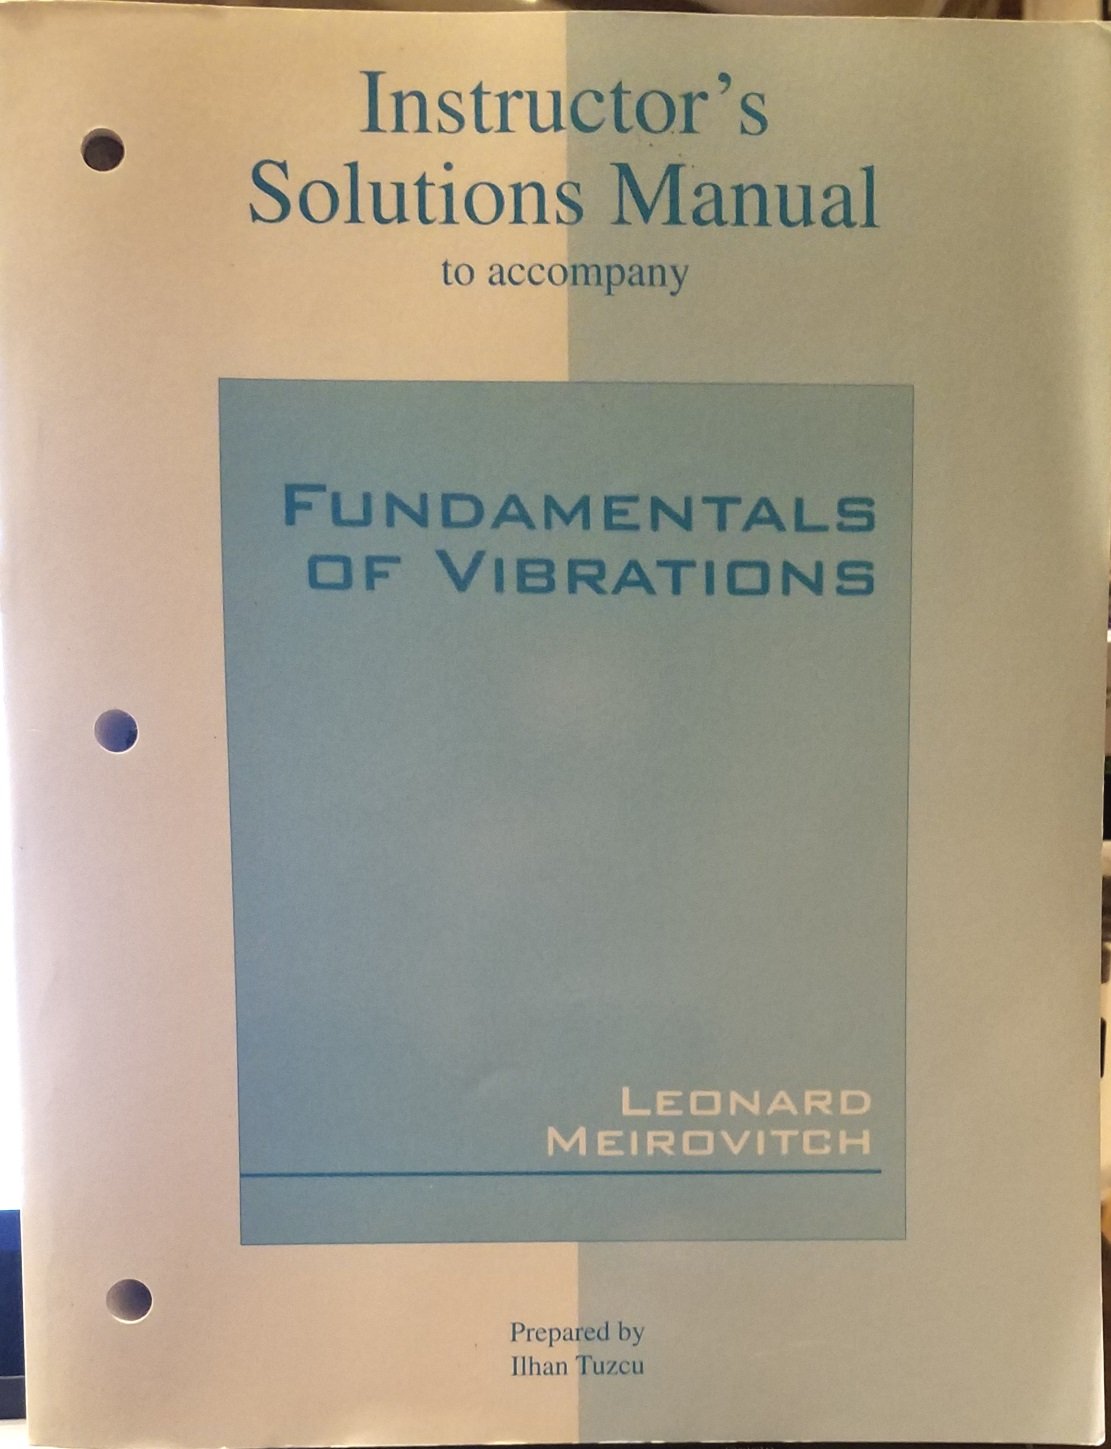 Instructor's
Solutions Manual
to accompany
FUNDAMENTALS
OF VIBRATIONS
LEONARD
MEIROVITCH
Prepared by
Ilhan Tuzcu